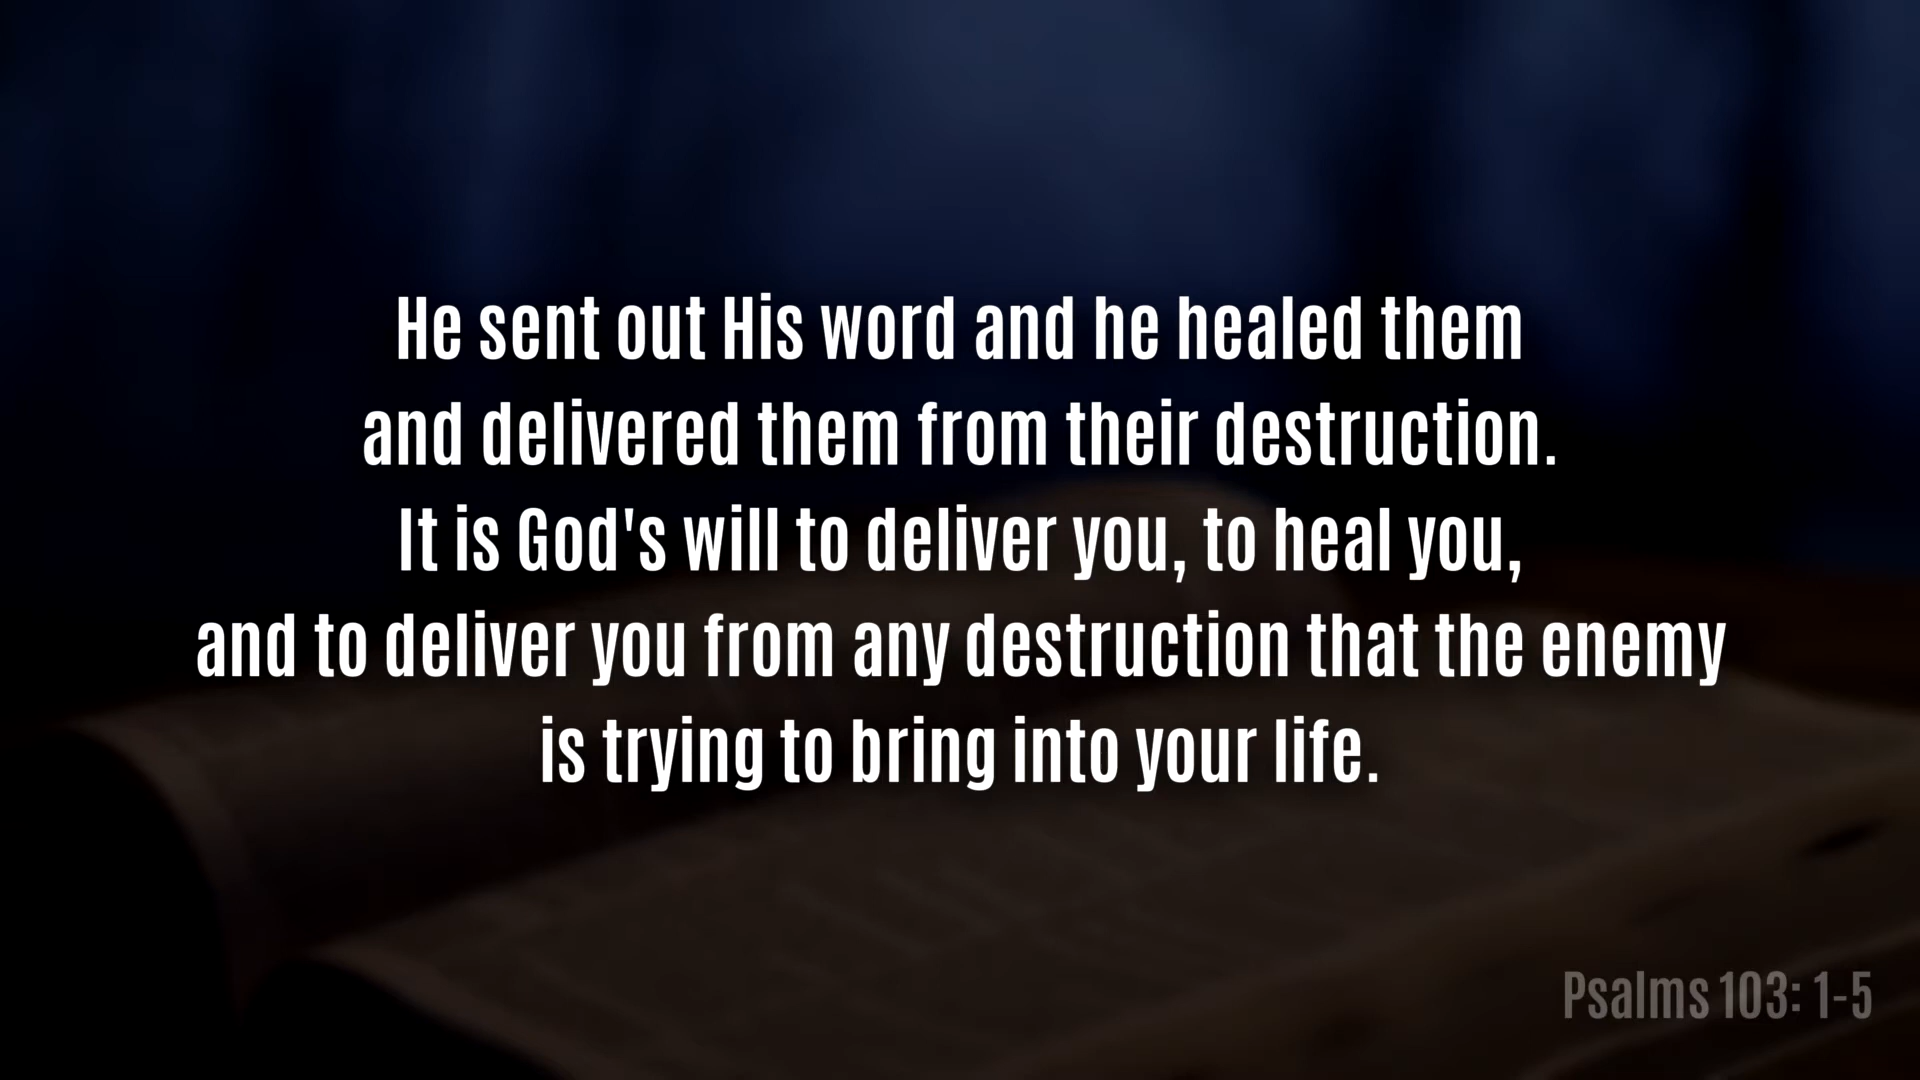 He sent out His word and he healed them
and delivered them from their destruction.
It is God's will to deliver you, to heal you,
and to deliver you from any destruction that the enemy
is trying to bring into your life.
Psalms 103: 1-5